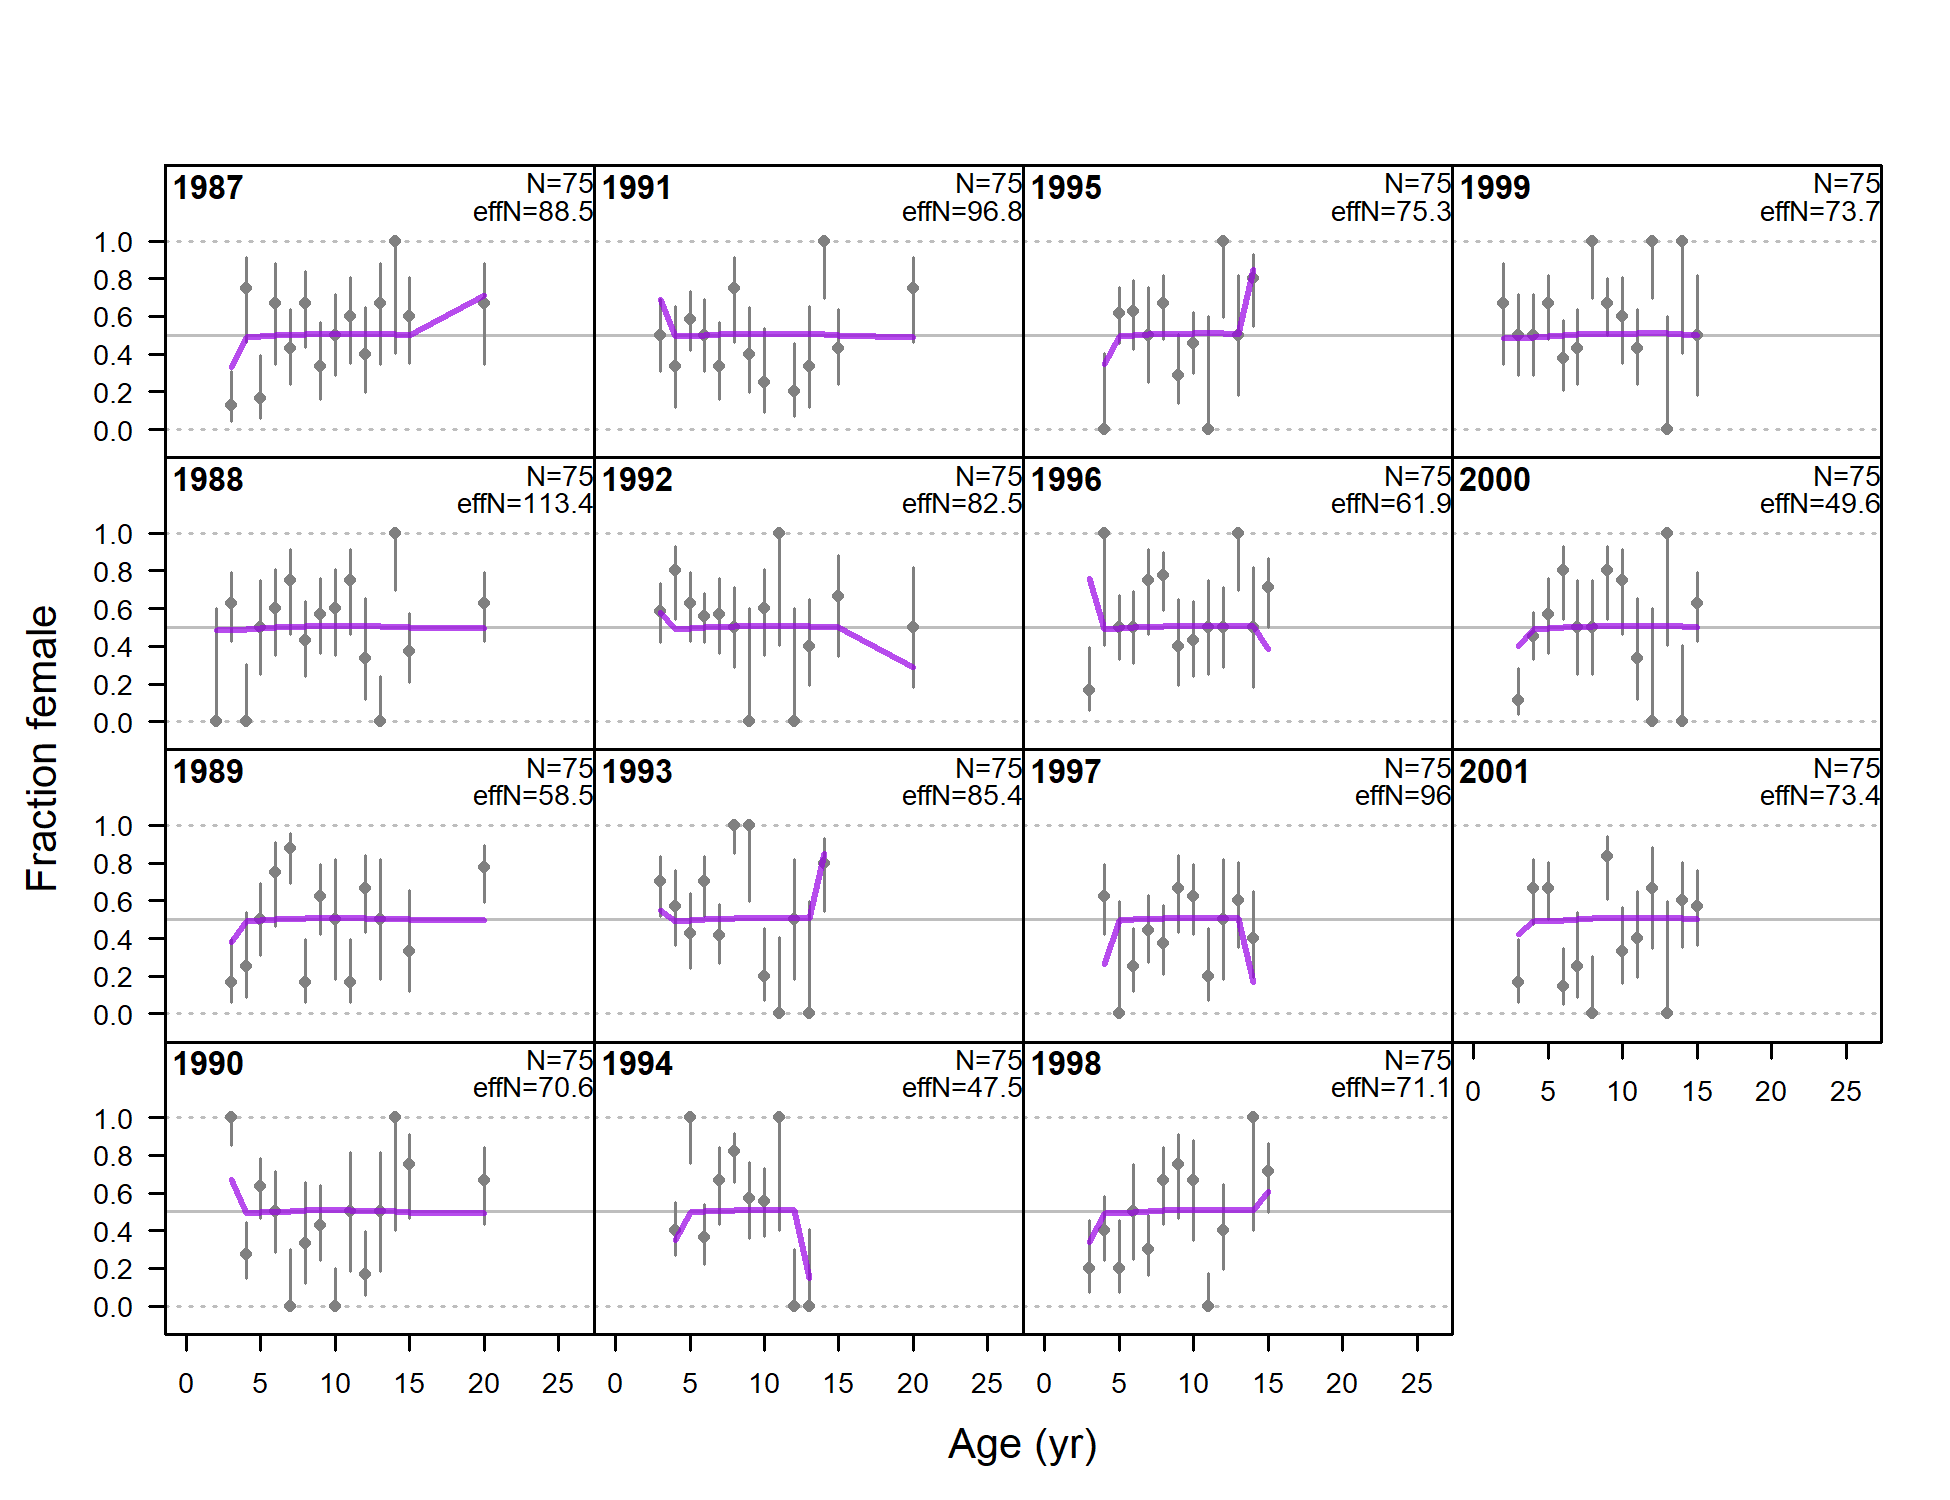 1987 N=75 1991 N=75 1995 N=75 1999 N=75
effN=88.5 effN=96.8 effN=75.3 effN=73.7
1.0
0.8
0.6
0.4
0.2
0.0
1988 N=75 1992 N=75 1996 N=75 2000 N=75
effN=113.4 effN=82.5 effN=61.9 effN=49.6
1.0
0.8
0.6
0.4
0.2
0.0
Fraction female
1989 N=75 1993 N=75 1997 N=75 2001 N=75
effN=58.5 effN=85.4 effN=96 effN=73.4
1.0
0.8
0.6
0.4
0.2
0.0
1990 N=75 1994 N=75 1998 N=75
effN=70.6 effN=47.5 effN=71.1
0 5 10 15 20 25
1.0
0.8
0.6
0.4
0.2
0.0
0 5 10 15 20 25 0 5 10 15 20 25 0 5 10 15 20 25
Age (yr)